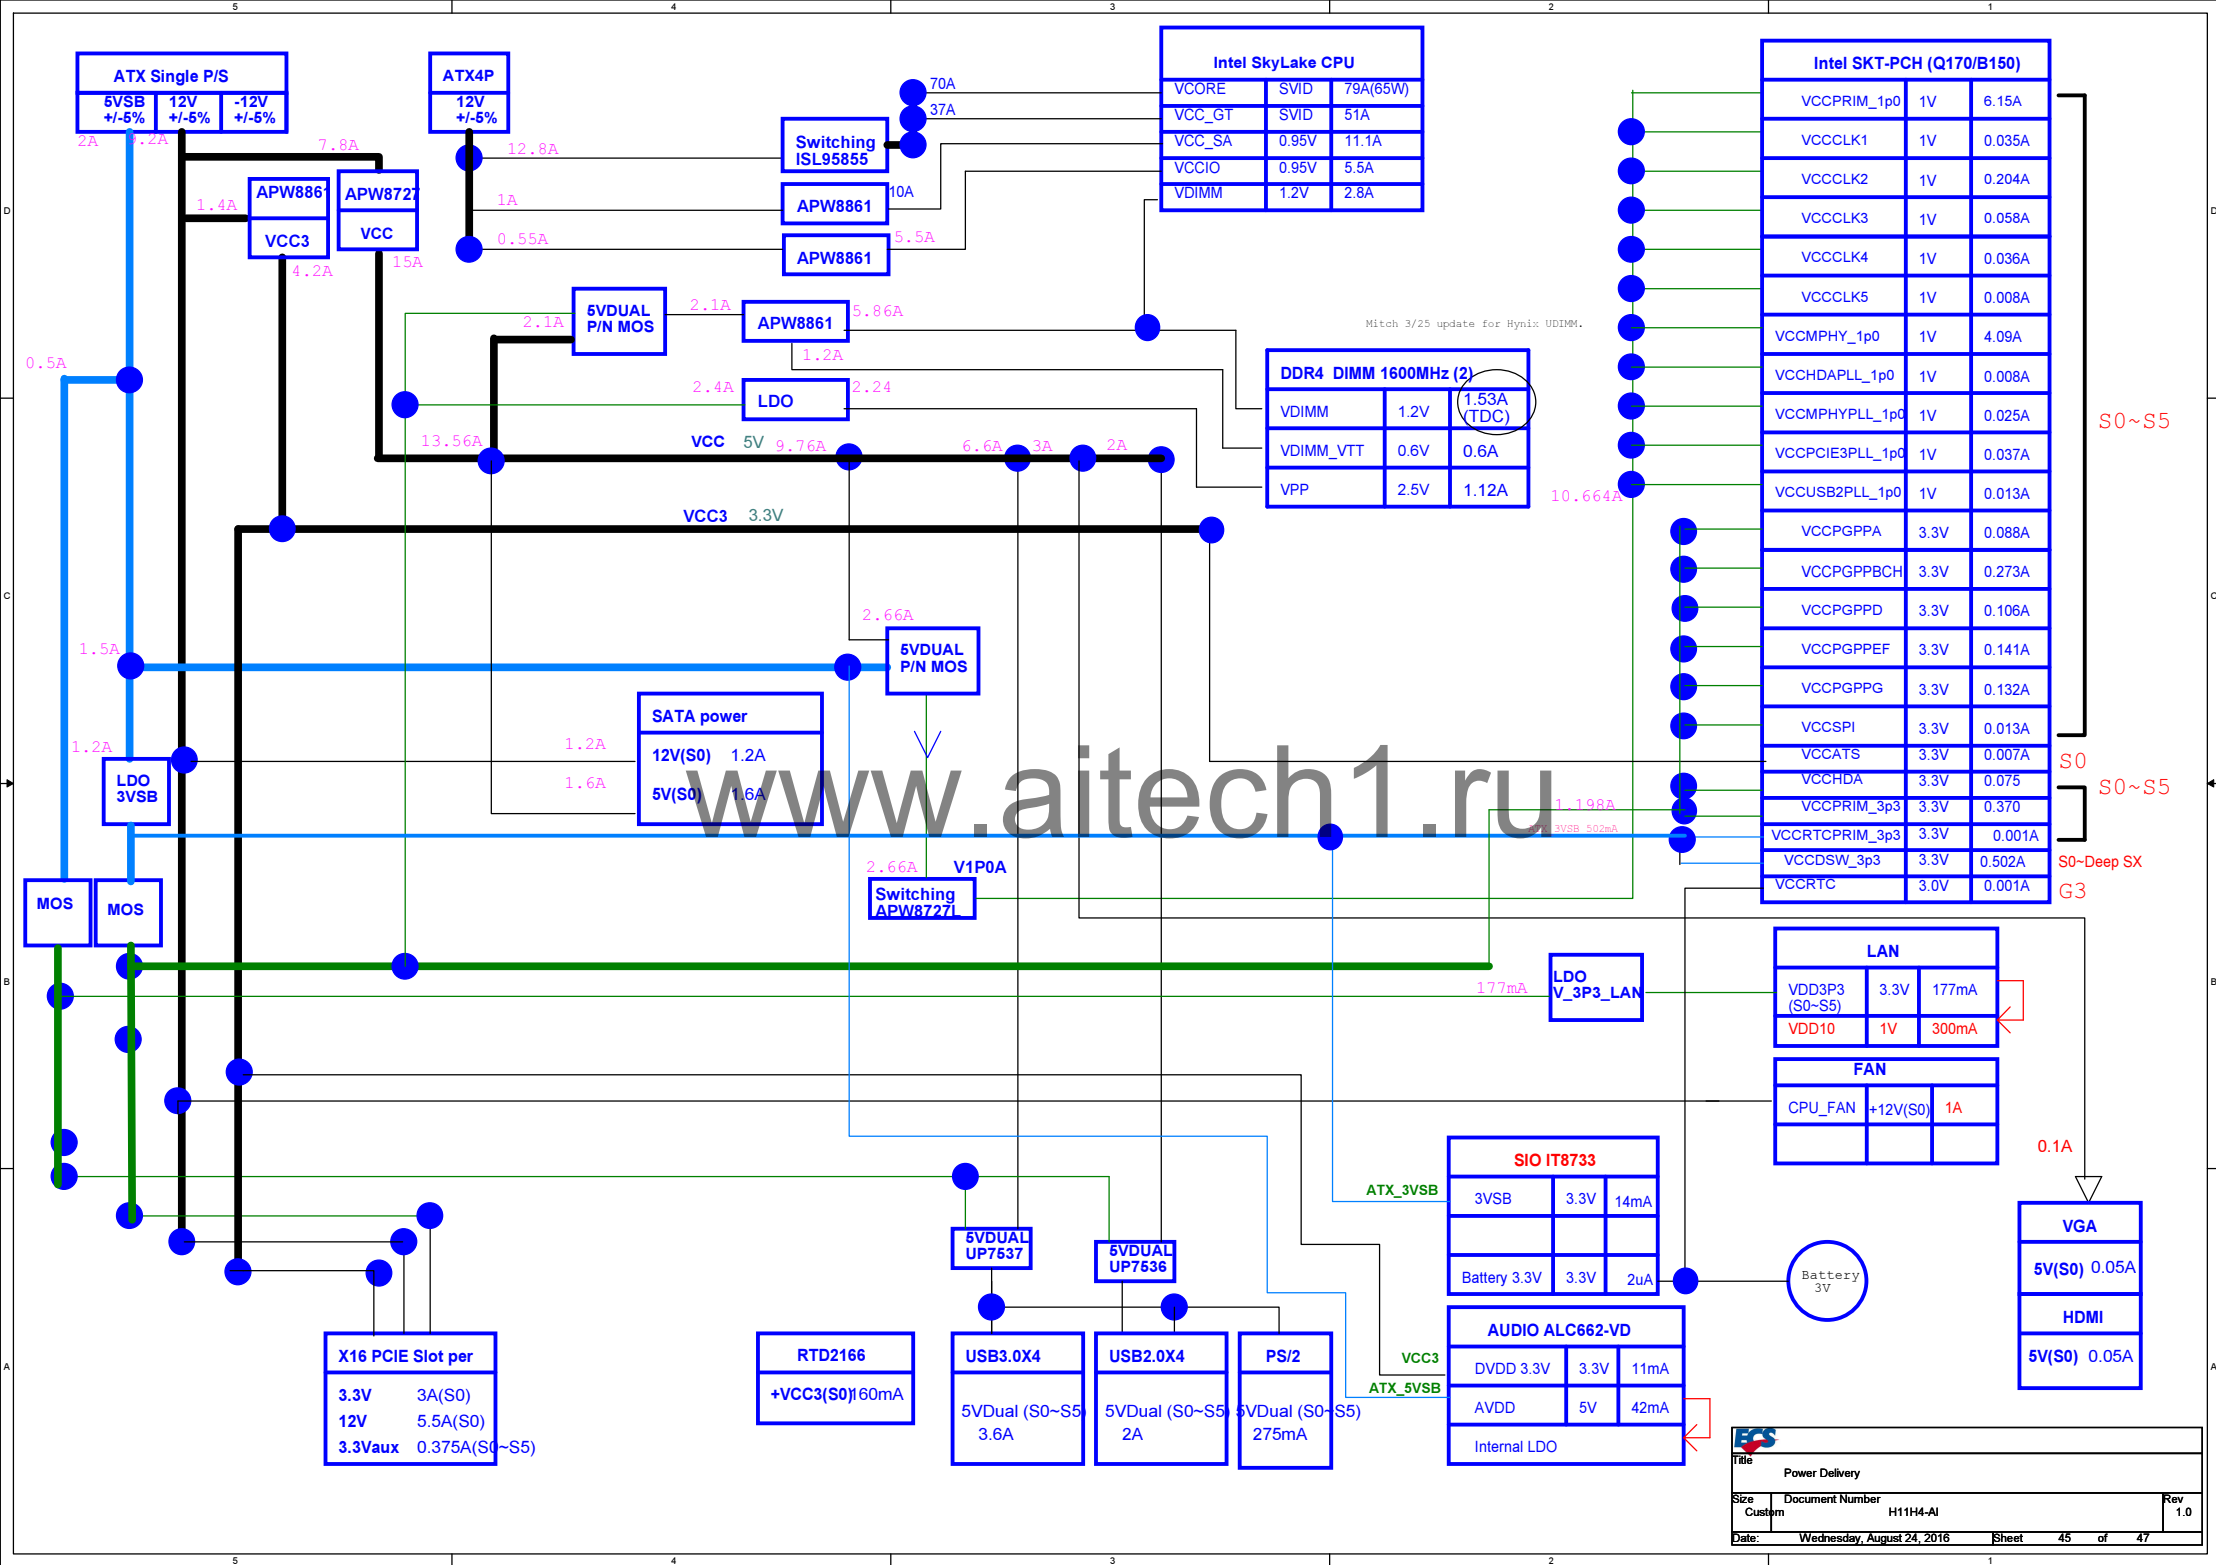 5 4 3 2 1
ATX Single P/S
5VSB +/-5%
12V +/-5%
-12V +/-5%
2A
9.2A
7.8A
1.4A
APW8861
VCC3
4.2A
APW8727
VCC
15A
ATX4P
12V
+/-5%
12.8A
1A
0.55A
Switching
ISL95855
70A
37A
APW8861
10A
APW8861
5.5A
Intel SkyLake CPU
VCORE SVID 79A(65W)
VCC_GT SVID 51A
VCC_SA 0.95V 11.1A
VCCIO 0.95V 5.5A
VDIMM 1.2V 2.8A
Intel SKT-PCH (Q170/B150)
VCCPRIM_1p0 1V 6.15A
VCCCLK1 1V 0.035A
VCCCLK2 1V 0.204A
VCCCLK3 1V 0.058A
VCCCLK4 1V 0.036A
VCCCLK5 1V 0.008A
VCCMPHY_1p0 1V 4.09A
VCCHDAPLL_1p0 1V 0.008A
VCCMPHYPLL_1p0 1V 0.025A
VCCPCIE3PLL_1p0 1V 0.037A
VCCUSB2PLL_1p0 1V 0.013A
VCCPGPPA 3.3V 0.088A
VCCPGPPBCH 3.3V 0.273A
VCCPGPPD 3.3V 0.106A
VCCPGPPEF 3.3V 0.141A
VCCPGPPG 3.3V 0.132A
VCCSPI 3.3V 0.013A
VCCATS 3.3V 0.007A
VCCHDA 3.3V 0.075
VCCPRIM_3p3 3.3V 0.370
VCCRTCPRIM_3p3 3.3V 0.001A
VCCDSW_3p3 3.3V 0.502A
VCCRTC 3.0V 0.001A
S0~S5
S0
S0~S5
S0~Deep SX
G3
10.664A
1.198A
ATX_3VSB 502mA
5VDUAL
P/N MOS
2.1A
2.1A
APW8861
5.86A
1.2A
2.4A
LDO
2.24
Mitch 3/25 update for Hynix UDIMM.
DDR4 DIMM 1600MHz (2)
VDIMM 1.2V 1.53A
(TDC)
VDIMM_VTT 0.6V 0.6A
VPP 2.5V 1.12A
0.5A
13.56A
VCC 5V
9.76A
6.6A
3A
2A
VCC3 3.3V
2.66A
5VDUAL
P/N MOS
1.5A
1.2A
LDO
3VSB
SATA power
12V(S0) 1.2A
5V(S0) 1.6A
1.2A
1.6A
www.aitech1.ru
2.66A
V1P0A
Switching
APW8727L
MOS
MOS
177mA
LDO
V_3P3_LAN
LAN
VDD3P3 3.3V 177mA
(S0~S5)
VDD10 1V 300mA
FAN
CPU_FAN +12V(S0) 1A
0.1A
5VDUAL
UP7537
5VDUAL
UP7536
SIO IT8733
ATX_3VSB
3VSB 3.3V 14mA
Battery 3.3V 3.3V 2uA
Battery
3V
VGA
5V(S0) 0.05A
HDMI
5V(S0) 0.05A
X16 PCIE Slot per
3.3V 3A(S0)
12V 5.5A(S0)
3.3Vaux 0.375A(S0~S5)
RTD2166
+VCC3(S0)160mA
USB3.0X4
5VDual (S0~S5)
3.6A
USB2.0X4
5VDual (S0~S5)
2A
PS/2
5VDual (S0~S5)
275mA
AUDIO ALC662-VD
VCC3
DVDD 3.3V 3.3V 11mA
ATX_5VSB
AVDD 5V 42mA
Internal LDO
ECS
Title
Power Delivery
Size Document Number Rev
Custom H11H4-AI 1.0
Date: Wednesday, August 24, 2016 Sheet 45 of 47
D D
C C
B B
A A
5 4 3 2 1